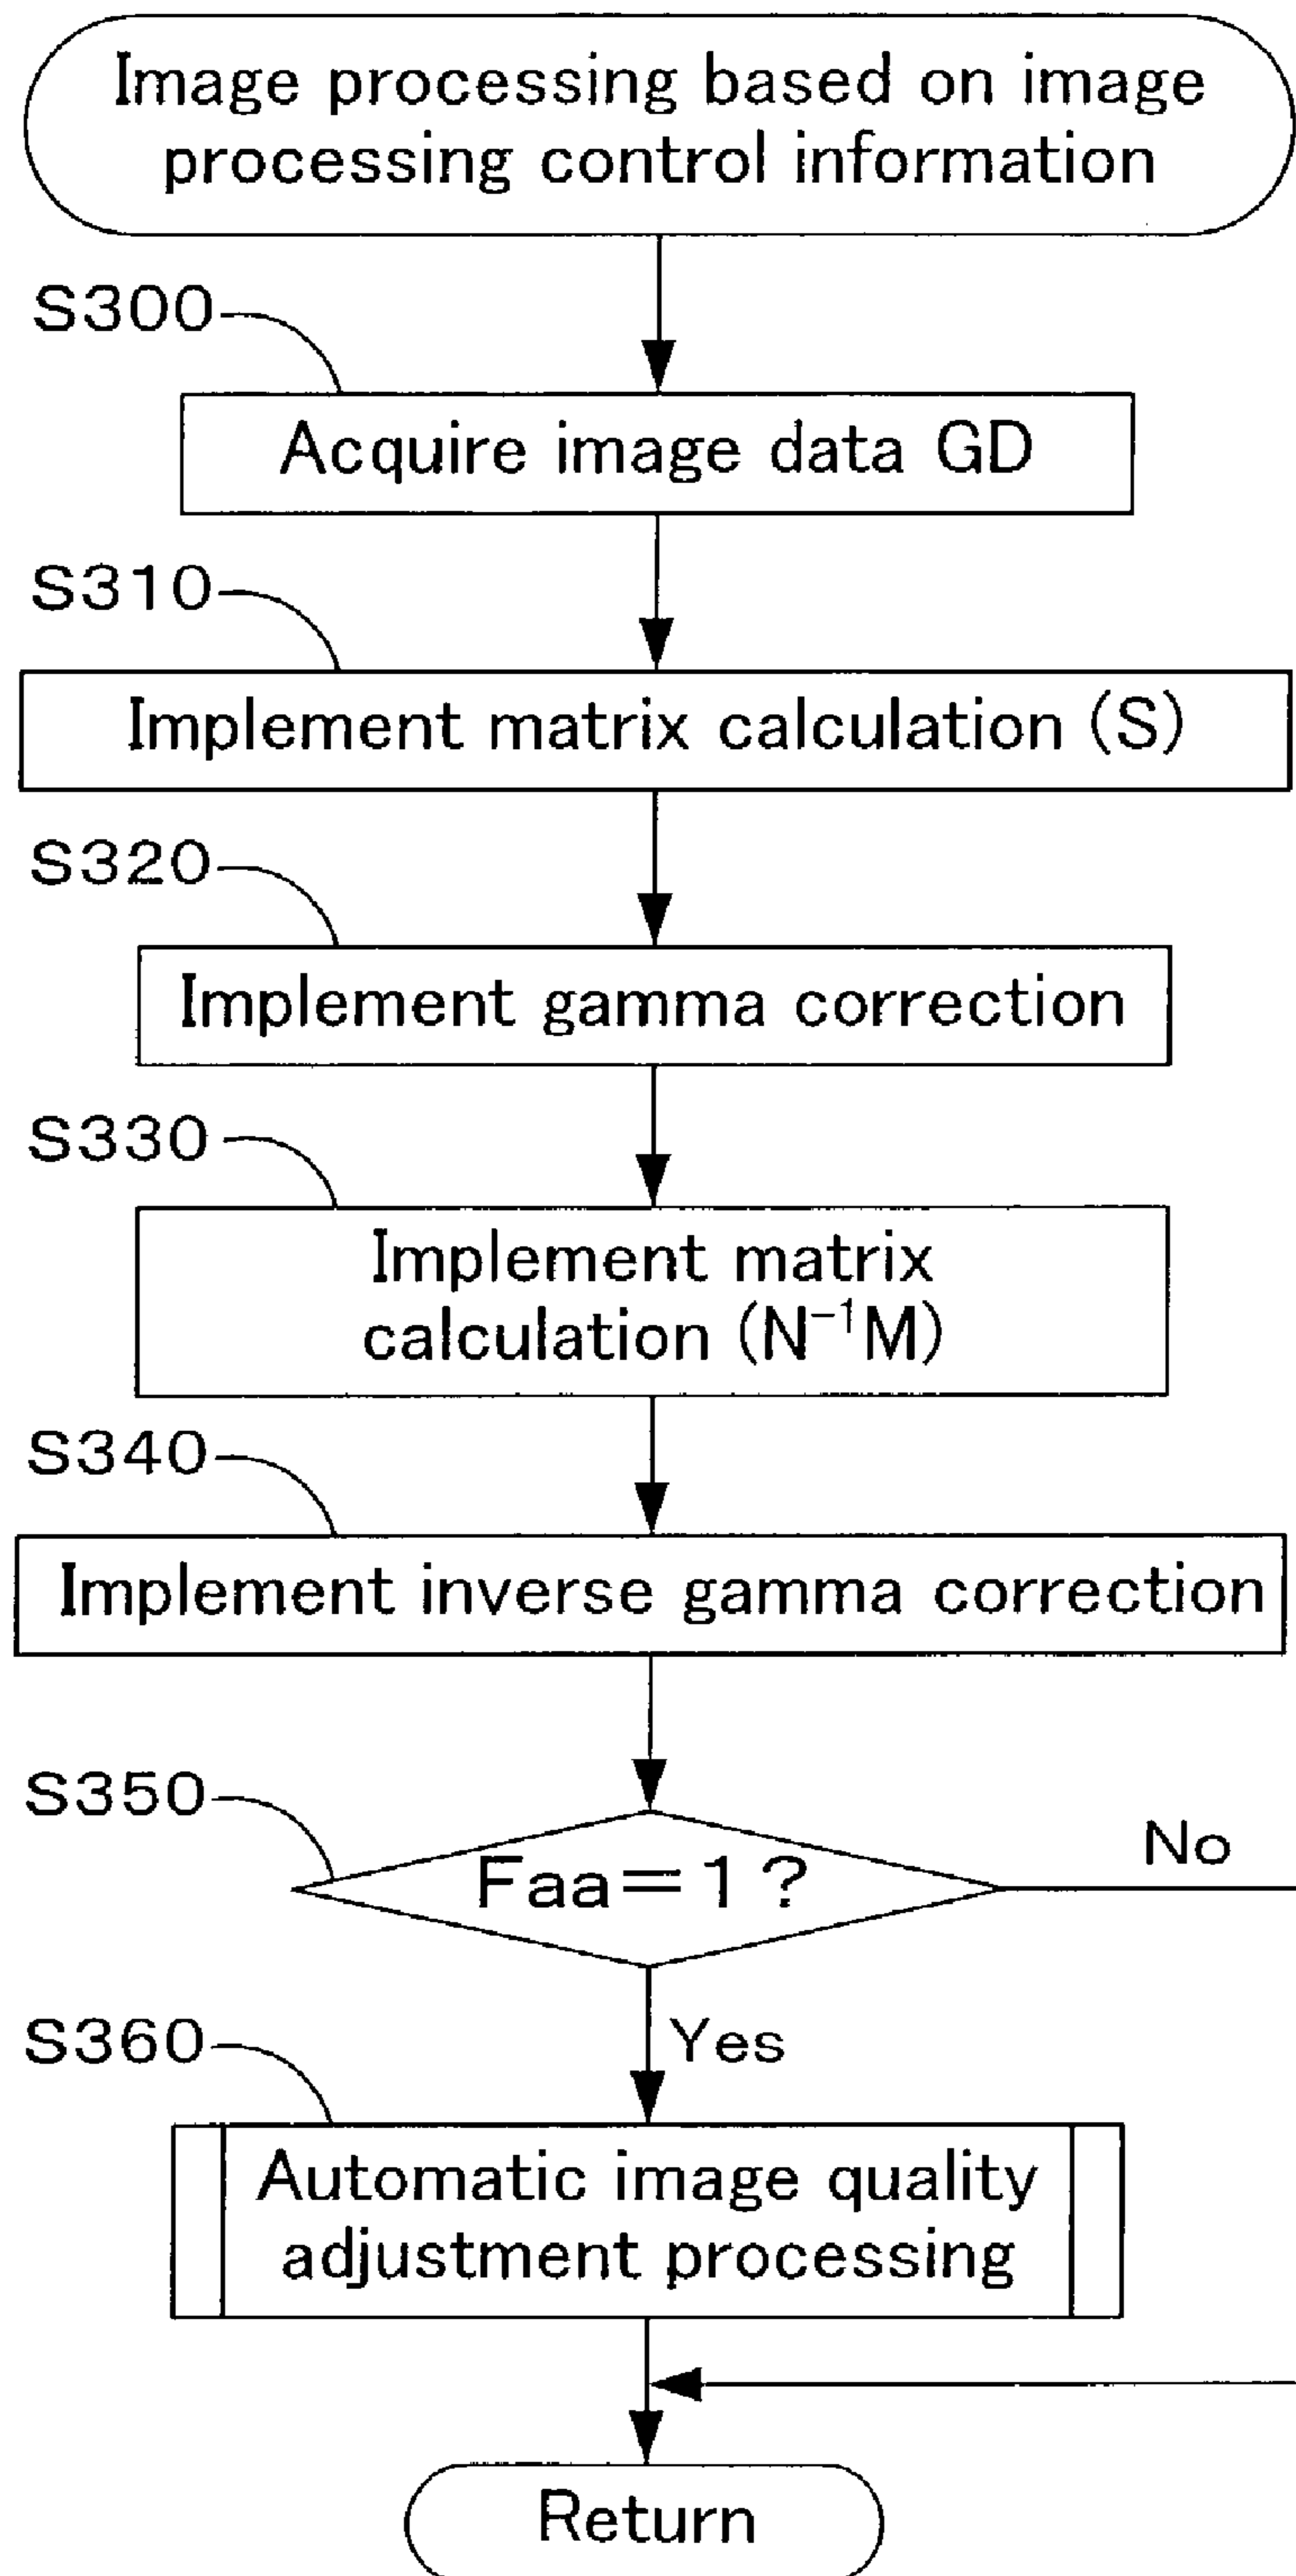 Image processing based on image
processing control information
S300
Acquire image data GD
S310
Implement matrix calculation (S)
S320
Implement gamma correction
S330
Implement matrix
calculation (N⁻¹M)
S340
Implement inverse gamma correction
S350
Faa=1?
No
Yes
S360
Automatic image quality
adjustment processing
Return